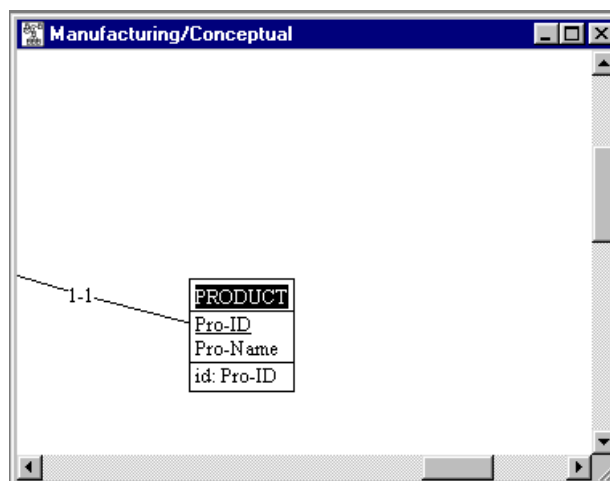 Manufacturing/Conceptual
1-1
PRODUCT
Pro-ID
Pro-Name
id: Pro-ID